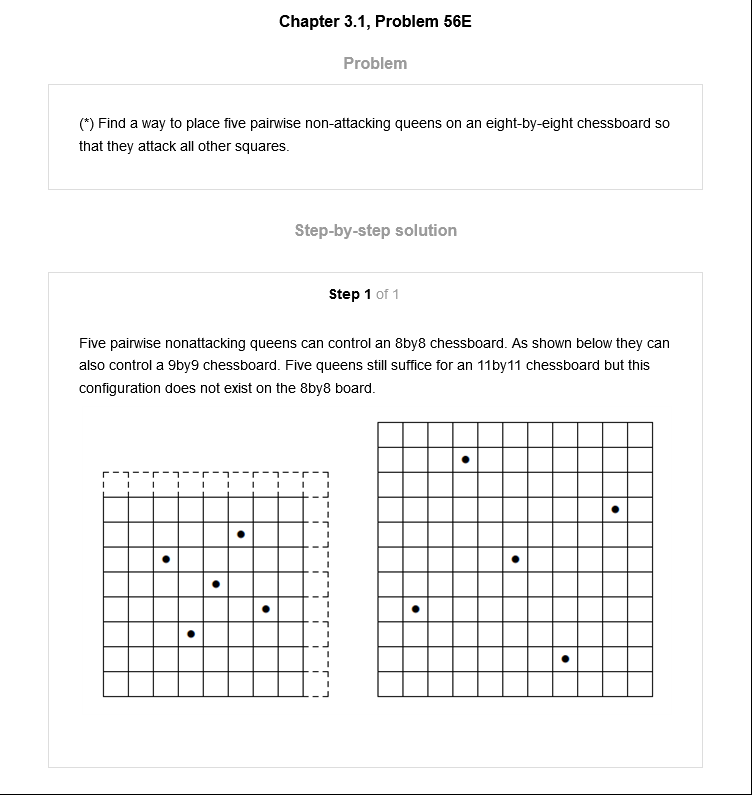 Chapter 3.1, Problem 56E
Problem
(*) Find a way to place five pairwise non-attacking queens on an eight-by-eight chessboard so
that they attack all other squares.
Step-by-step solution
Step 1 of 1
Five pairwise nonattacking queens can control an 8by8 chessboard. As shown below they can
also control a 9by9 chessboard. Five queens still suffice for an 11by11 chessboard but this
configuration does not exist on the 8by8 board.